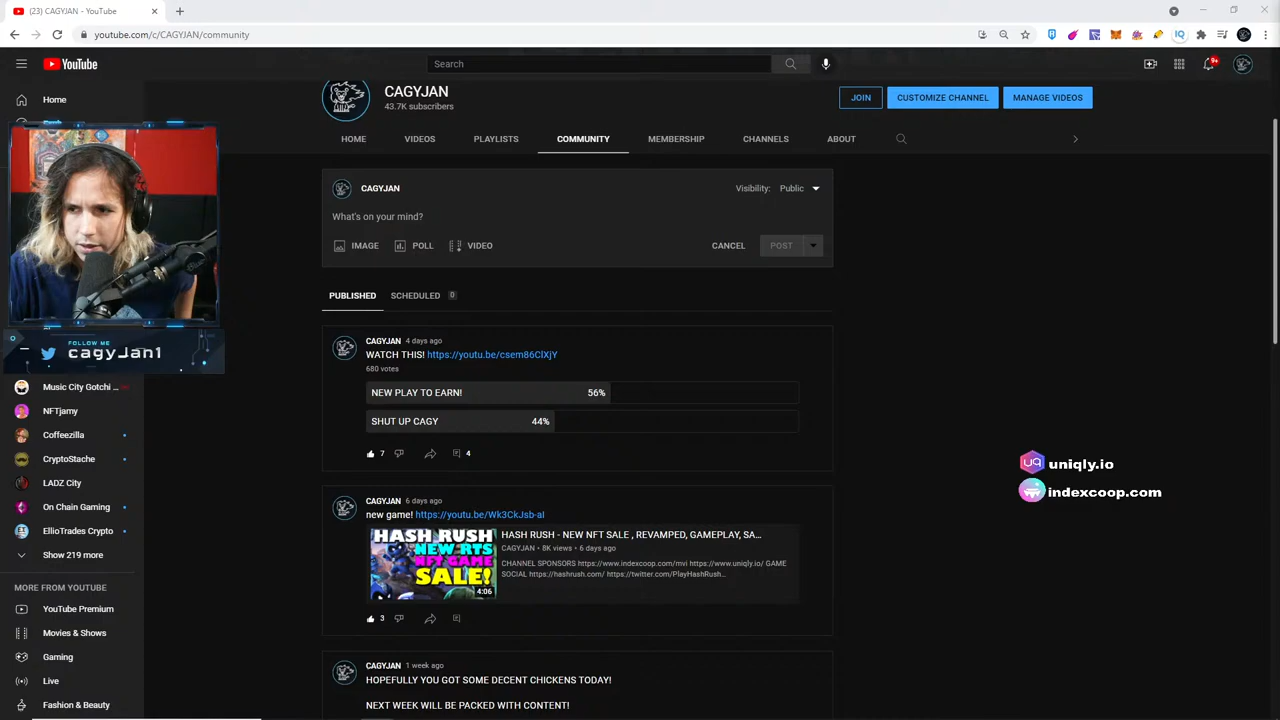 (23) CAGYJAN - YouTube
youtube.com/c/CAGYJAN/community
IQ
YouTube
Search
9+
Home
CAGYJAN
43.7K subscribers
JOIN
CUSTOMIZE CHANNEL
MANAGE VIDEOS
HOME
VIDEOS
PLAYLISTS
COMMUNITY
MEMBERSHIP
CHANNELS
ABOUT
CAGYJAN
Visibility: Public
What's on your mind?
IMAGE
POLL
VIDEO
CANCEL
POST
PUBLISHED
SCHEDULED 0
FOLLOW ME
cagyJan1
Music City Gotchi ...
NFTjamy
Coffeezilla
CryptoStache
LADZ City
On Chain Gaming
EllioTrades Crypto
Show 219 more
MORE FROM YOUTUBE
YouTube Premium
Movies & Shows
Gaming
Live
Fashion & Beauty
CAGYJAN 4 days ago
WATCH THIS! https://youtu.be/csem86ClXjY
680 votes
NEW PLAY TO EARN! 56%
SHUT UP CAGY 44%
7
4
CAGYJAN 6 days ago
new game! https://youtu.be/Wk3CkJsb-aI
HASH RUSH
NEW RTS
NFT GAME
SALE!
4:06
HASH RUSH - NEW NFT SALE , REVAMPED, GAMEPLAY, SA...
CAGYJAN • 8K views • 6 days ago
CHANNEL SPONSORS https://www.indexcoop.com/mvi https://www.uniqly.io/ GAME
SOCIAL https://hashrush.com/ https://twitter.com/PlayHashRush...
3
CAGYJAN 1 week ago
HOPEFULLY YOU GOT SOME DECENT CHICKENS TODAY!
NEXT WEEK WILL BE PACKED WITH CONTENT!
uq uniqly.io
indexcoop.com